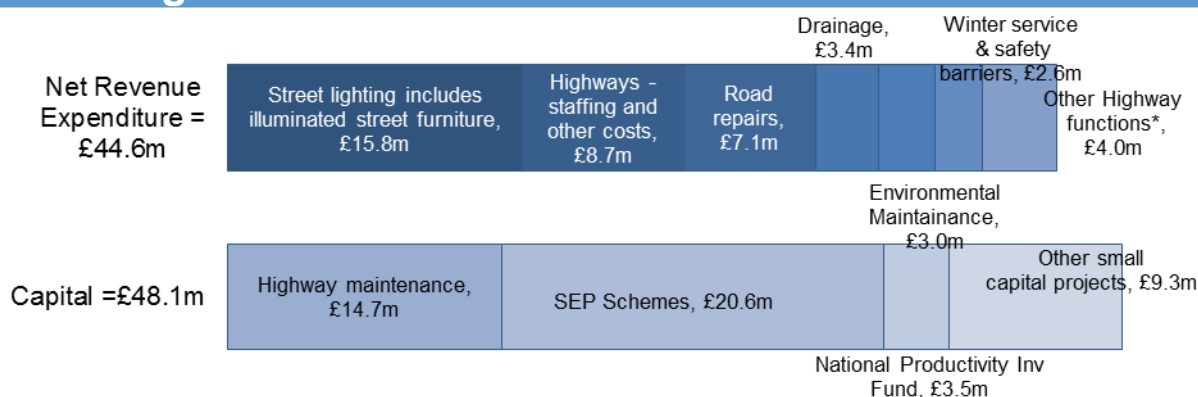 Drainage,
£3.4m
Winter service
& safety
barriers, £2.6m
Net Revenue
Expenditure =
£44.6m
Street lighting includes
illuminated street furniture,
£15.8m
Highways -
staffing and
other costs,
£8.7m
Road
repairs,
£7.1m
Other Highway
functions*,
£4.0m
Environmental
Maintainance,
£3.0m
Capital =£48.1m
Highway maintenance,
£14.7m
SEP Schemes, £20.6m
Other small
capital projects, £9.3m
National Productivity Inv
Fund, £3.5m